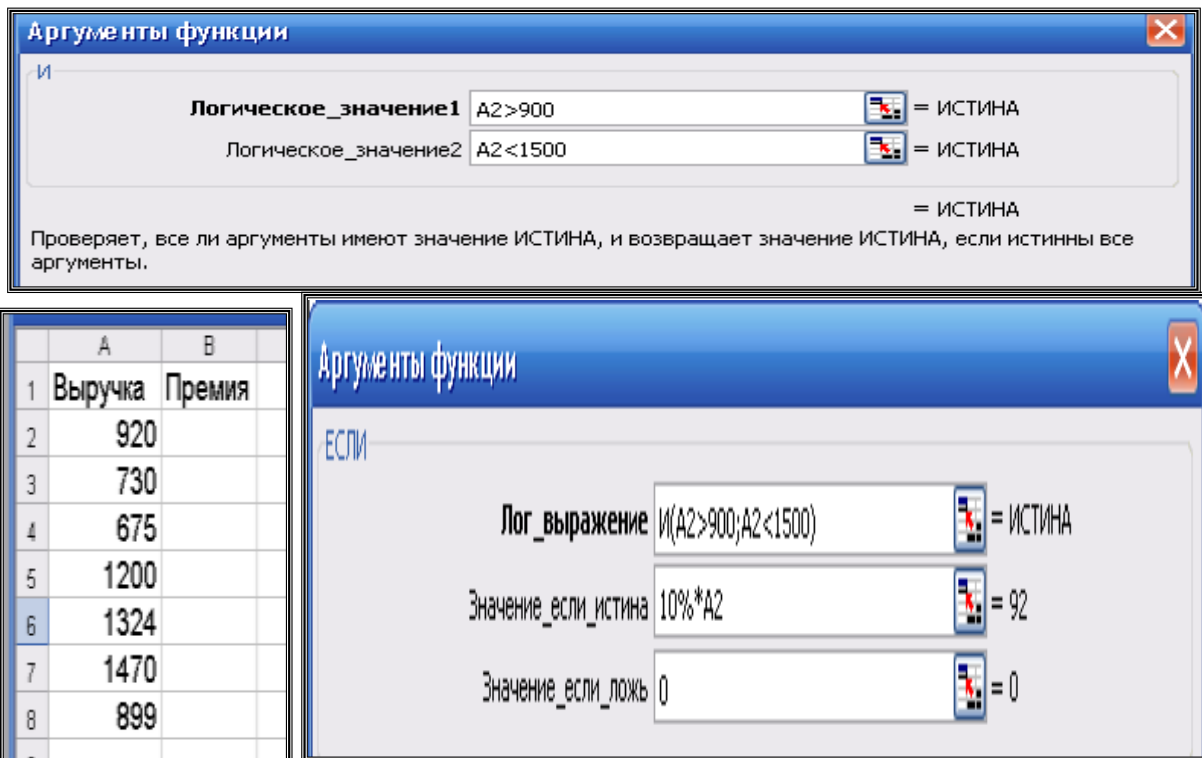 Аргументы функции
И
Логическое_значение1 A2>900 = ИСТИНА
Логическое_значение2 A2<1500 = ИСТИНА
= ИСТИНА
Проверяет, все ли аргументы имеют значение ИСТИНА, и возвращает значение ИСТИНА, если истинны все
аргументы.
A B
1 Выручка Премия
2 920
3 730
4 675
5 1200
6 1324
7 1470
8 899
Аргументы функции
ЕСЛИ
Лог_выражение И(A2>900;A2<1500) = ИСТИНА
Значение_если_истина 10%*A2 = 92
Значение_если_ложь 0 = 0